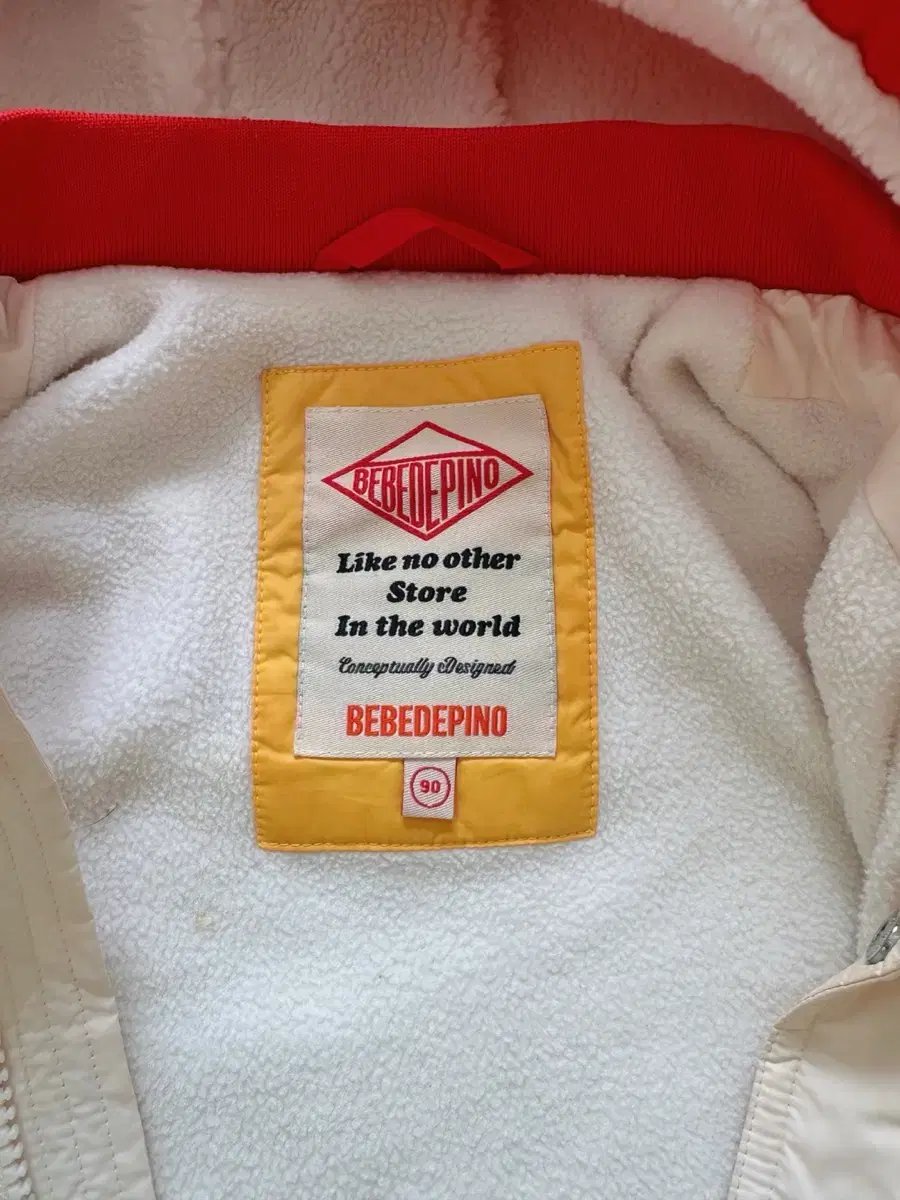 BEBEDEPINO
Like no other
Store
In the world
Conceptually Designed
BEBEDEPINO
90